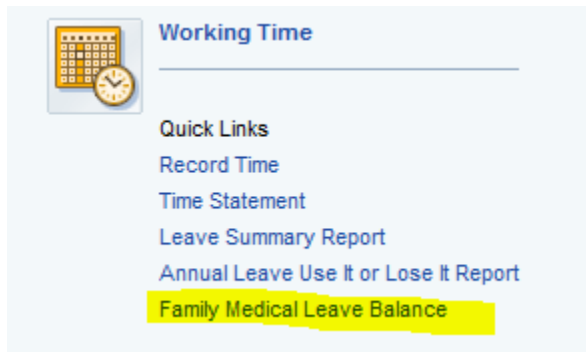 Working Time
Quick Links
Record Time
Time Statement
Leave Summary Report
Annual Leave Use It or Lose It Report
Family Medical Leave Balance